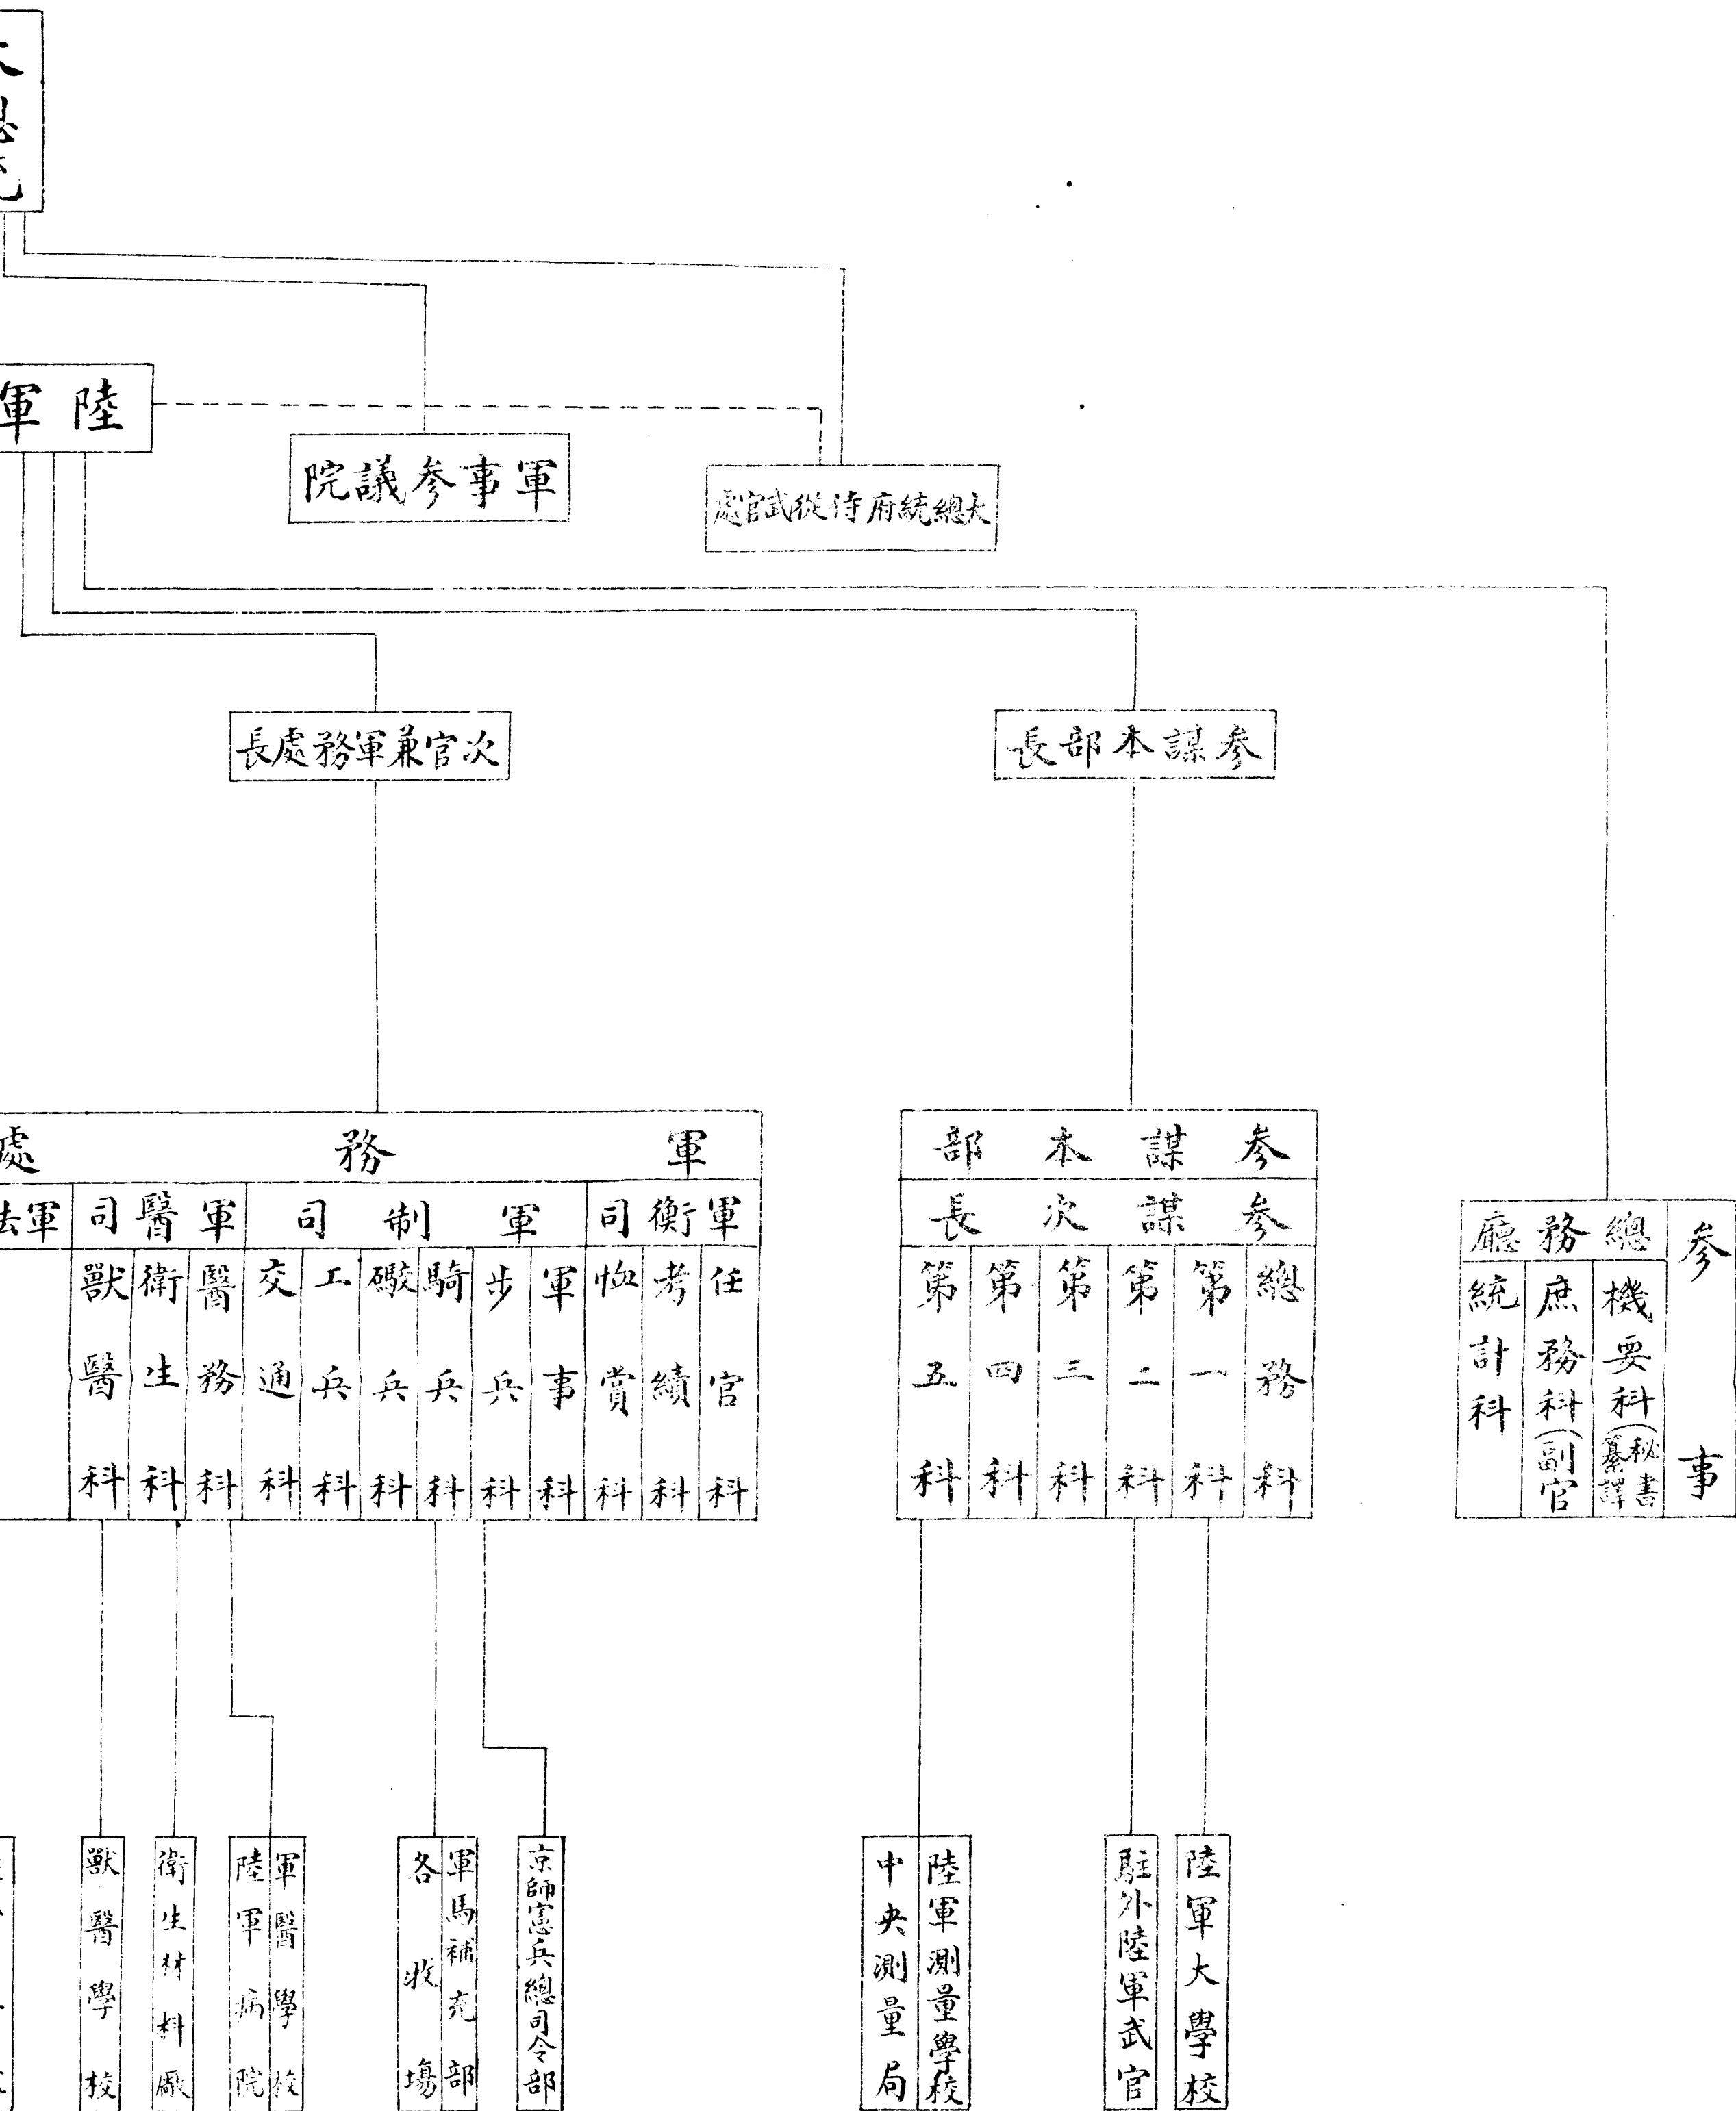 大總統
陸軍
軍事參議院
大總統府侍從武官處
次官兼軍務處長
參謀本部長
參事
總務廳
機要科(秘書纂譯
庶務科(副官
統計科
參謀本部
參謀次長
總務科
第一科
第二科
第三科
第四科
第五科
軍務處
軍衡司
任官科
考績科
恤賞科
軍制司
軍事科
步兵科
騎兵科
礮兵科
工兵科
交通科
軍醫司
醫務科
衛生科
獸醫科
軍法
陸軍大學校
駐外陸軍武官
陸軍測量學校
中央測量局
京師憲兵總司令部
軍馬補充部
各牧場
軍醫學校
陸軍病院
衛生材料廠
獸醫學校